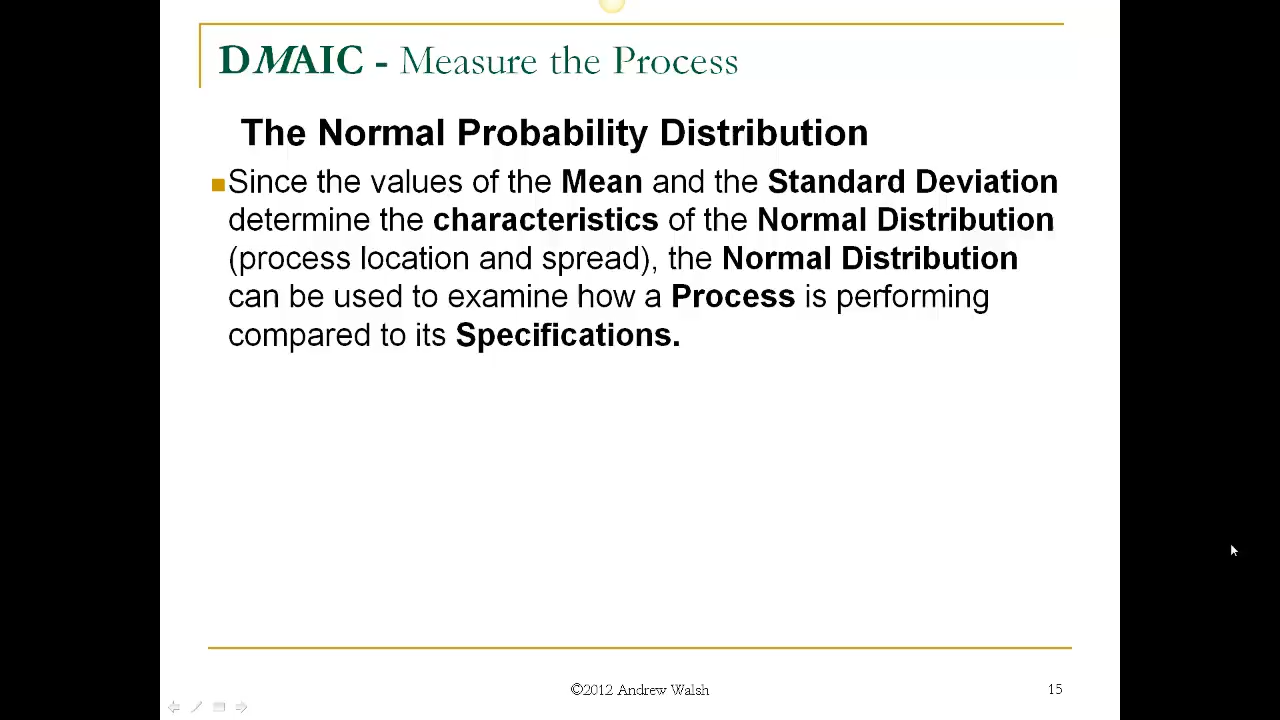 DMAIC - Measure the Process
The Normal Probability Distribution
Since the values of the Mean and the Standard Deviation
determine the characteristics of the Normal Distribution
(process location and spread), the Normal Distribution
can be used to examine how a Process is performing
compared to its Specifications.
©2012 Andrew Walsh
15